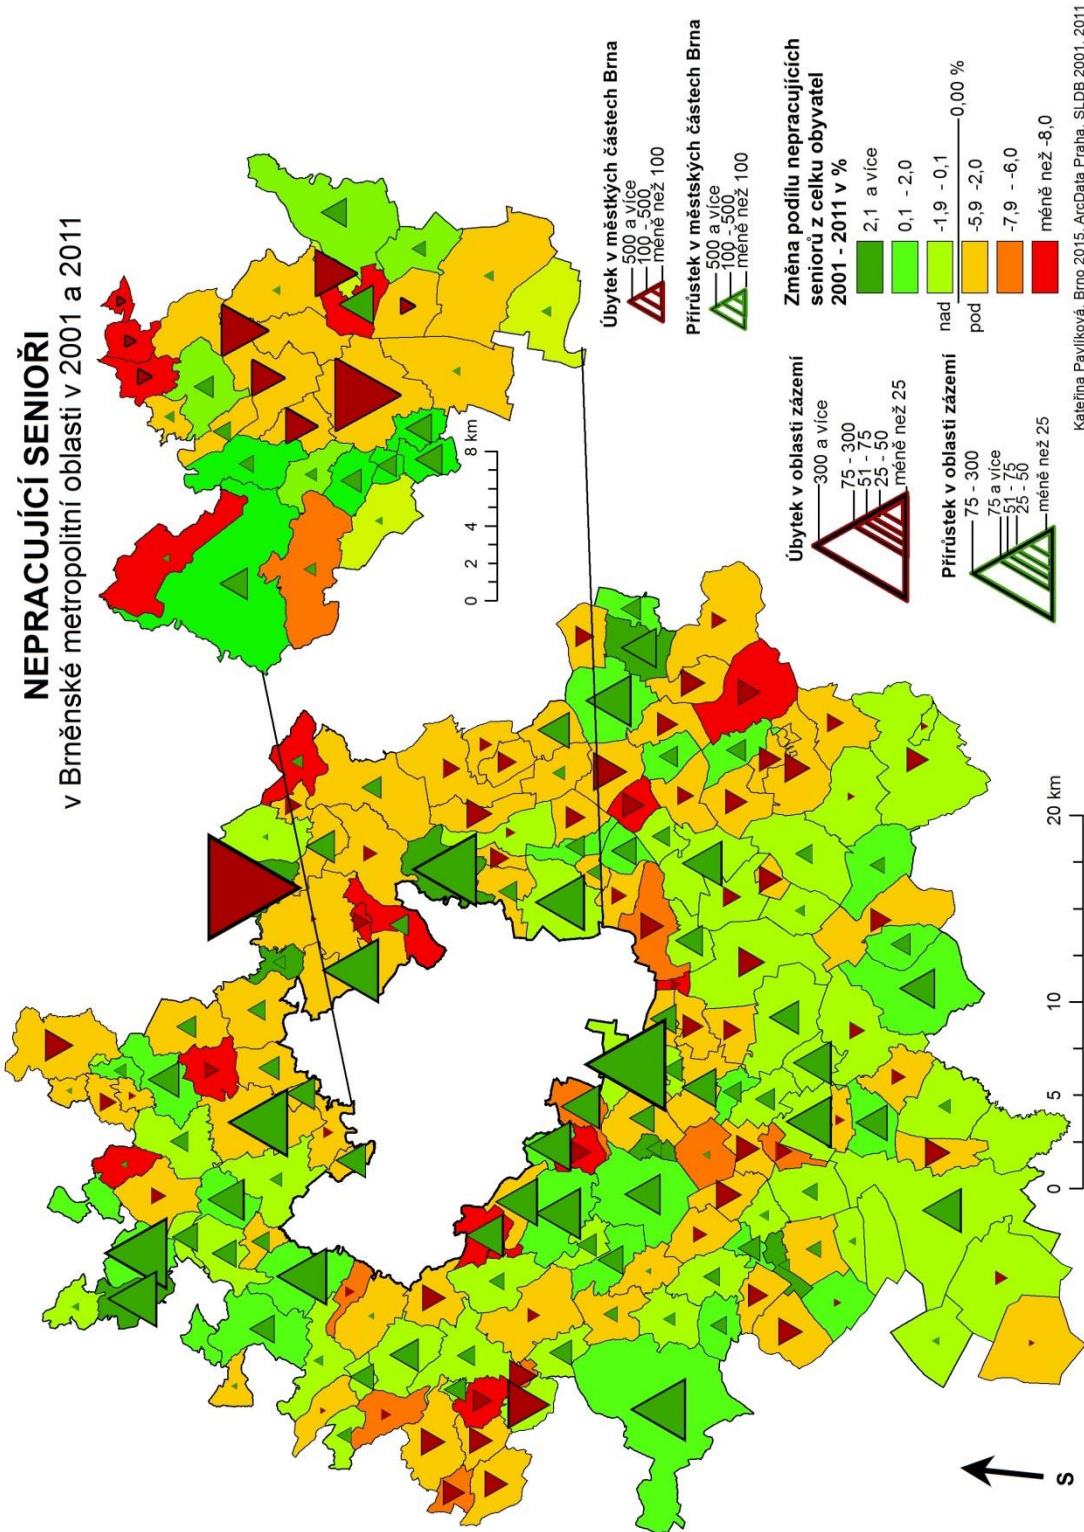 NEPRACUJÍCÍ SENIOŘI
v Brněnské metropolitní oblasti v 2001 a 2011
0 2 4 8 km
Úbytek v městkých částech Brna
500 a více
100 - 500
méně než 100
Přírůstek v městských částech Brna
500 a více
100 - 500
méně než 100
Změna podílu nepracujících
seniorů z celku obyvatel
2001 - 2011 v %
2,1 a více
0,1 - 2,0
-1,9 - 0,1
nad
0,00 %
pod
-5,9 -2,0
-7,9 - -6,0
méně než -8,0
Úbytek v oblasti zázemí
300 a více
75 - 300
51 - 75
25 - 50
méně než 25
Přírůstek v oblasti zázemí
75 - 300
75 a více
51 - 75
25 - 50
méně než 25
0 5 10 20 km
S
Kateřina Pavlíková, Brno 2015, ArcData Praha, SLDB 2001, 2011